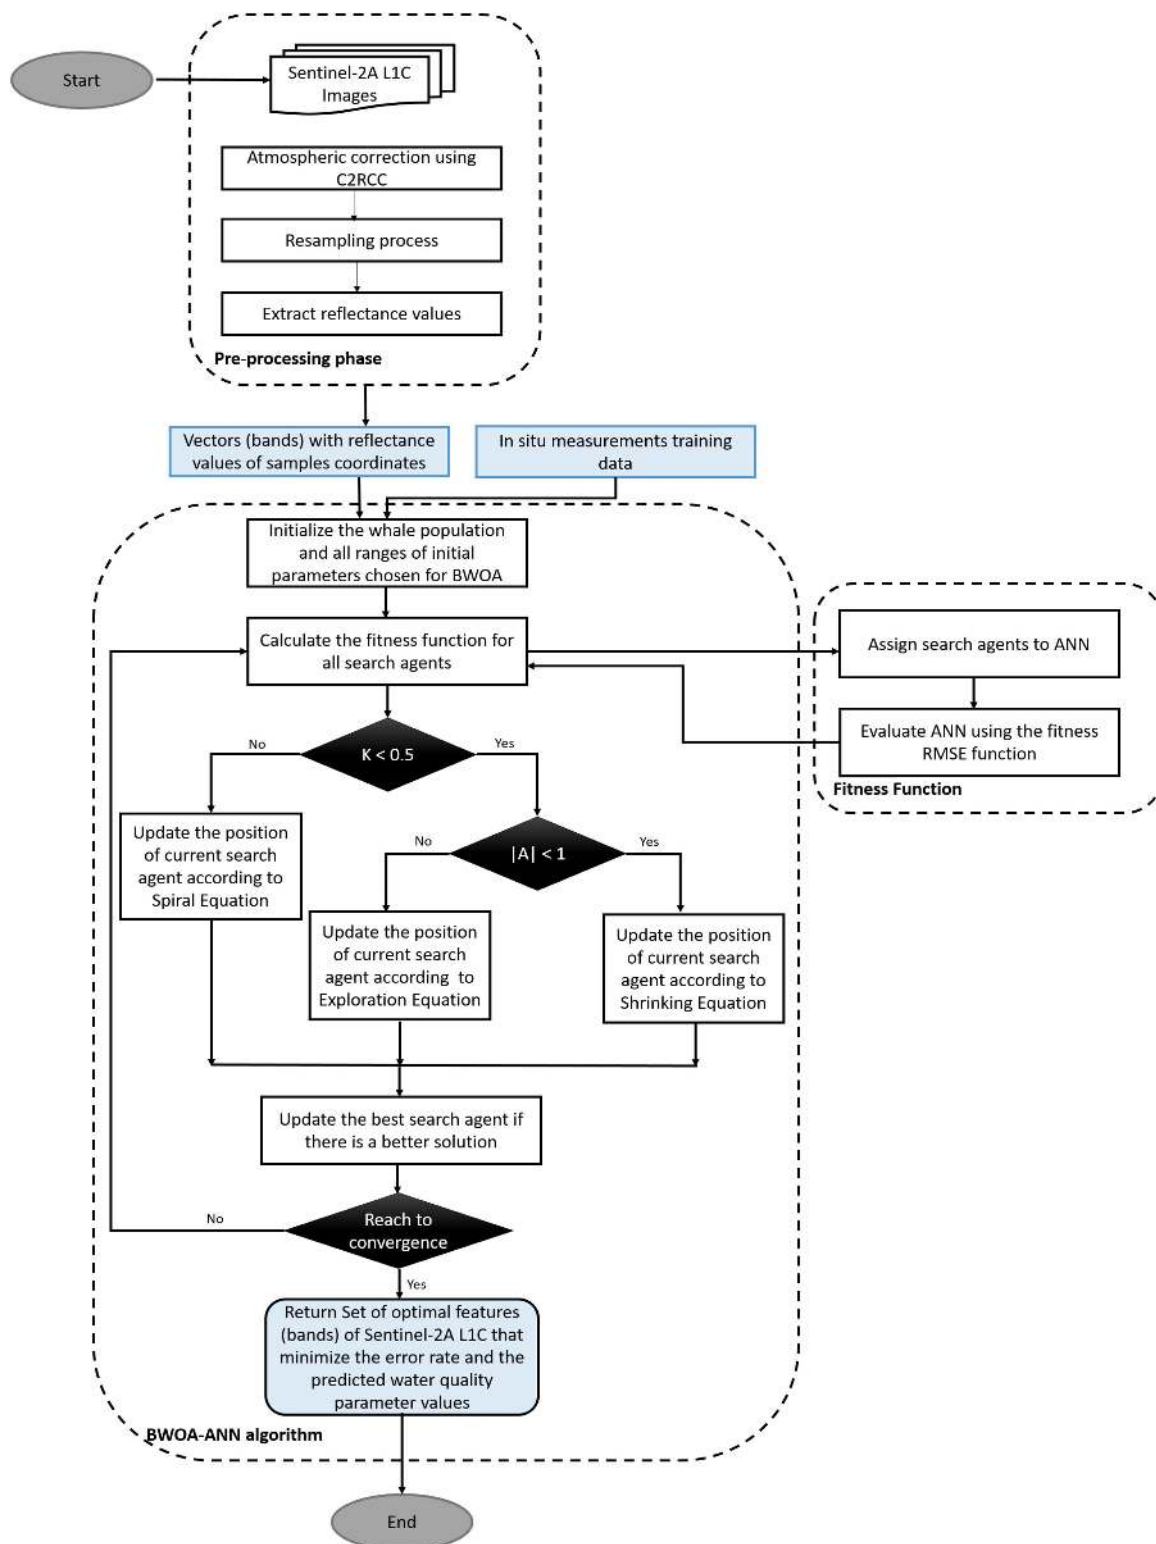 Start
Sentinel-2A L1C
Images
Atmospheric correction using
C2RCC
Resampling process
Extract reflectance values
Pre-processing phase
Vectors (bands) with reflectance
values of samples coordinates
In situ measurements training
data
Initialize the whale population
and all ranges of initial
parameters chosen for BWOA
Calculate the fitness function for
all search agents
Assign search agents to ANN
Evaluate ANN using the fitness
RMSE function
Fitness Function
K < 0.5
No
Yes
Update the position
of current search
agent according to
Spiral Equation
|A| < 1
No
Yes
Update the position
of current search
agent according to
Exploration Equation
Update the position
of current search
agent according to
Shrinking Equation
Update the best search agent if
there is a better solution
No
Reach to
convergence
Yes
Return Set of optimal features
(bands) of Sentinel-2A L1C that
minimize the error rate and the
predicted water quality
parameter values
BWOA-ANN algorithm
End